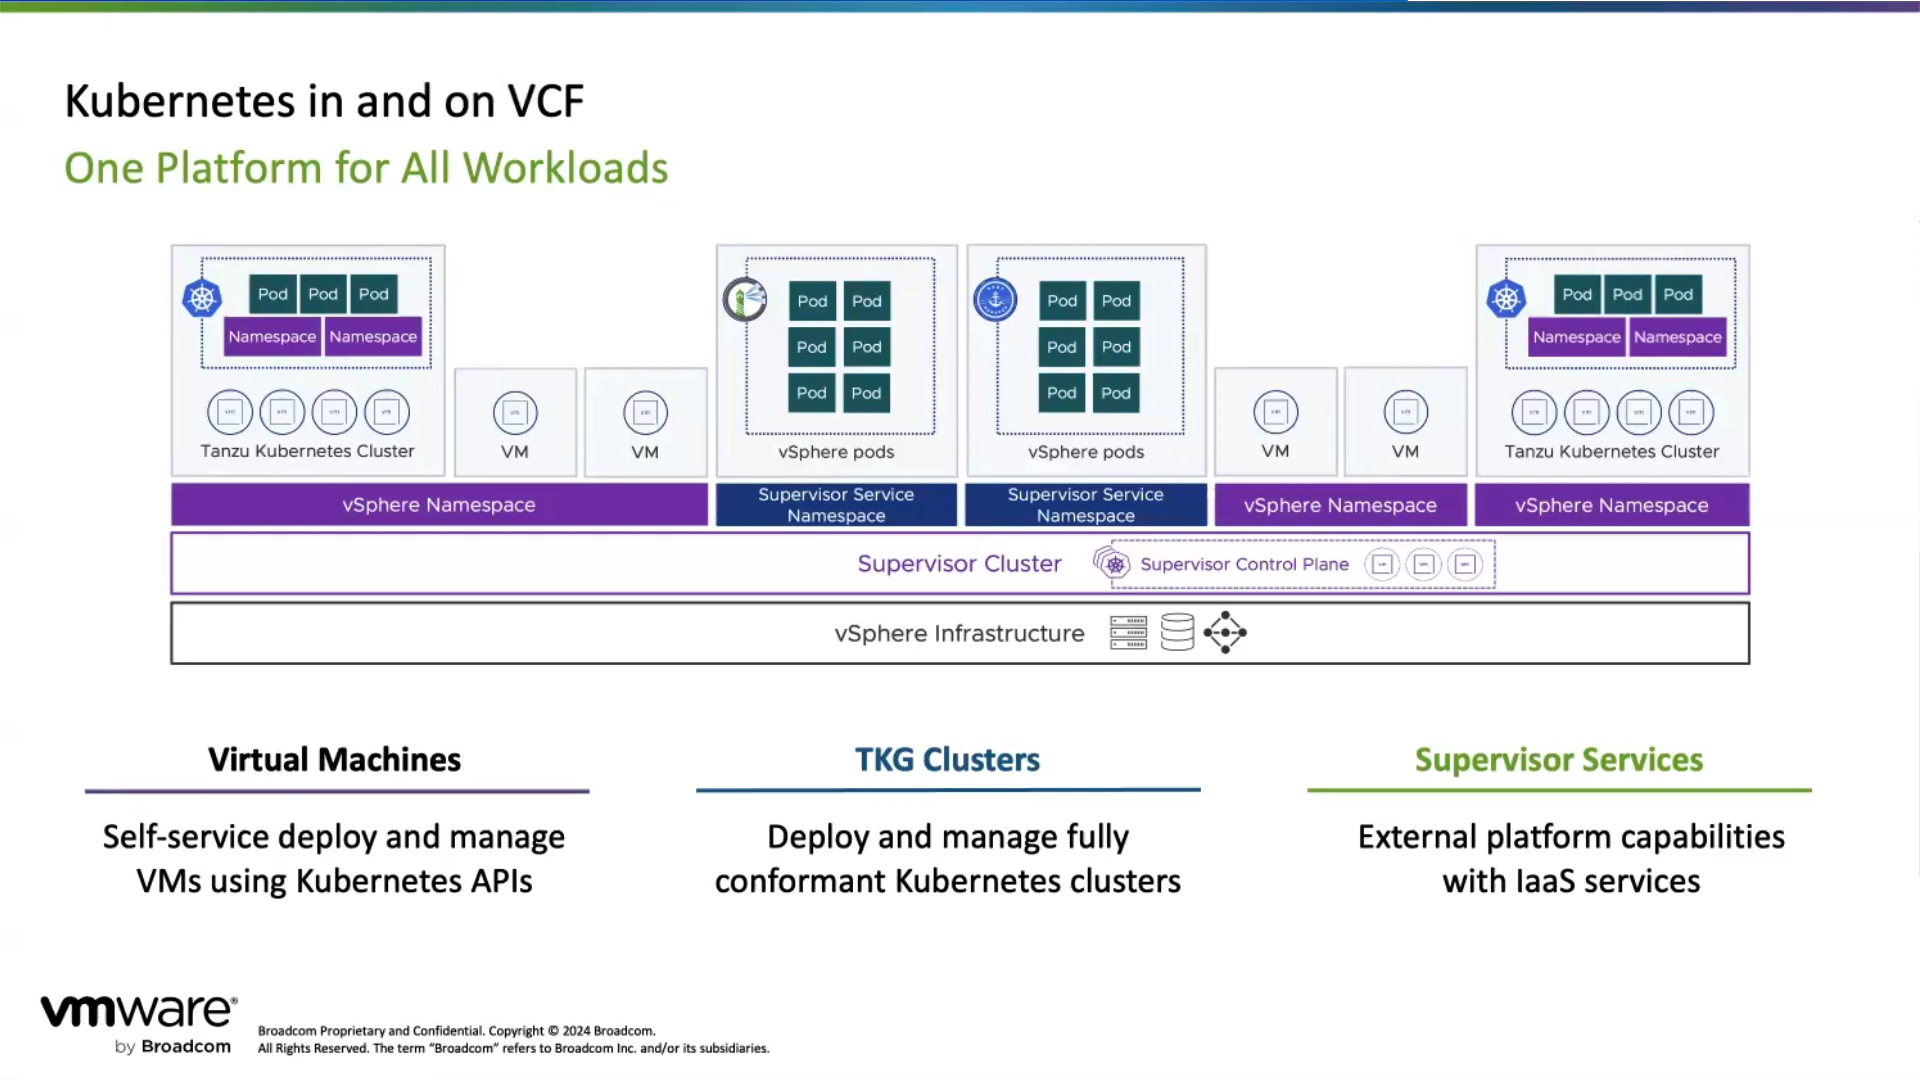 Kubernetes in and on VCF
One Platform for All Workloads
Pod Pod Pod
Namespace Namespace
Tanzu Kubernetes Cluster
VM
VM
Pod Pod
Pod Pod
Pod Pod
vSphere pods
Pod Pod
Pod Pod
Pod Pod
vSphere pods
VM
VM
Pod Pod Pod
Namespace Namespace
Tanzu Kubernetes Cluster
vSphere Namespace
Supervisor Service
Namespace
Supervisor Service
Namespace
vSphere Namespace
vSphere Namespace
Supervisor Cluster
Supervisor Control Plane
vSphere Infrastructure
Virtual Machines
Self-service deploy and manage
VMs using Kubernetes APIs
TKG Clusters
Deploy and manage fully
conformant Kubernetes clusters
Supervisor Services
External platform capabilities
with IaaS services
vmware®
by Broadcom
Broadcom Proprietary and Confidential. Copyright © 2024 Broadcom.
All Rights Reserved. The term “Broadcom” refers to Broadcom Inc. and/or its subsidiaries.